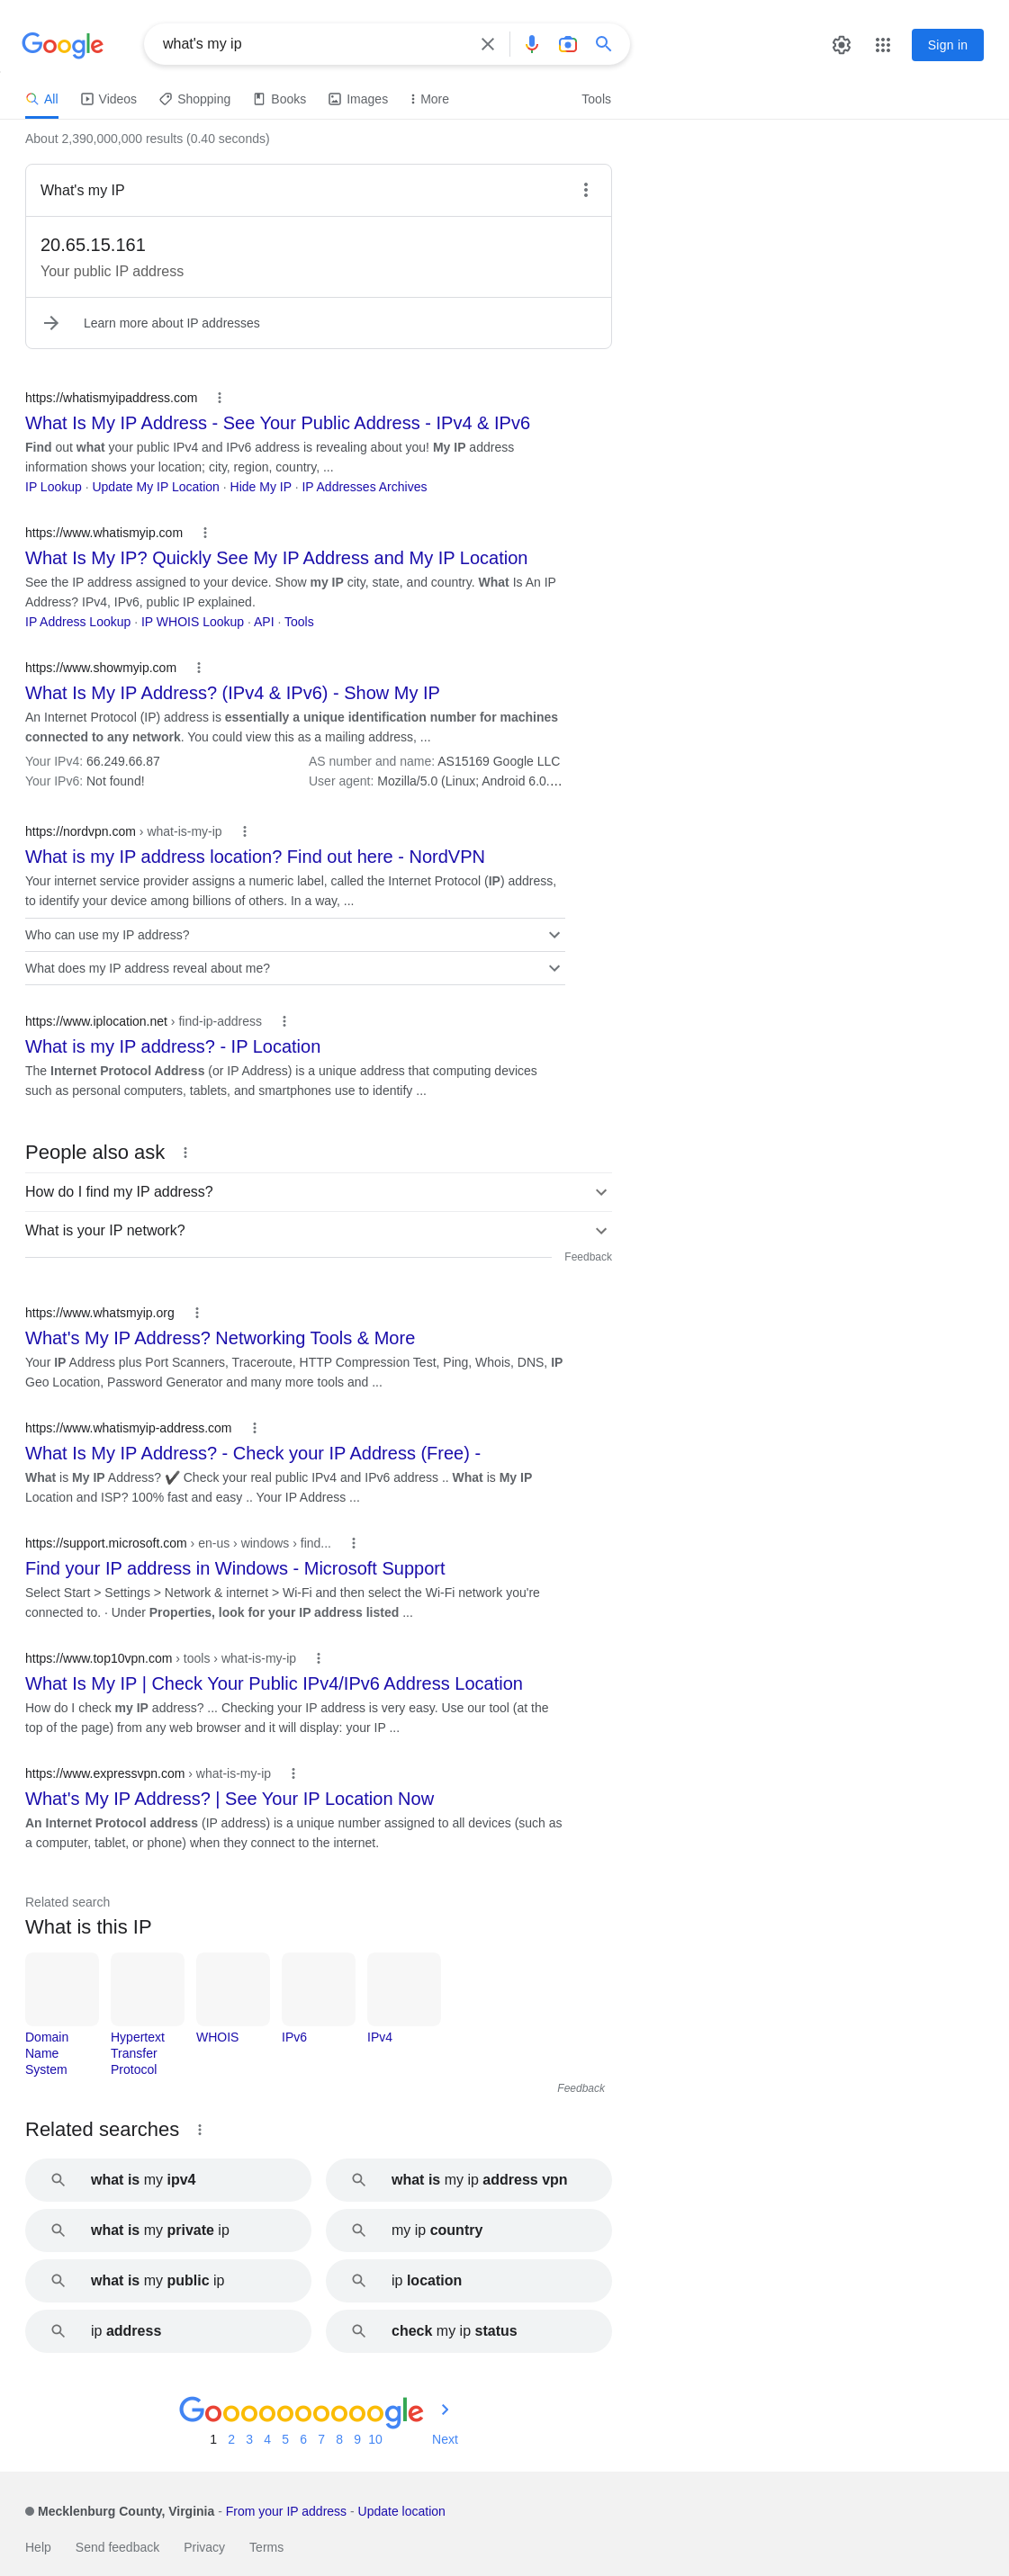 Google
what's my ip
Sign in
All Videos Shopping Books Images More Tools
About 2,390,000,000 results (0.40 seconds)
What's my IP
20.65.15.161
Your public IP address
Learn more about IP addresses
https://whatismyipaddress.com
What Is My IP Address - See Your Public Address - IPv4 & IPv6
Find out what your public IPv4 and IPv6 address is revealing about you! My IP address
information shows your location; city, region, country, ...
IP Lookup · Update My IP Location · Hide My IP · IP Addresses Archives
https://www.whatismyip.com
What Is My IP? Quickly See My IP Address and My IP Location
See the IP address assigned to your device. Show my IP city, state, and country. What Is An IP
Address? IPv4, IPv6, public IP explained.
IP Address Lookup · IP WHOIS Lookup · API · Tools
https://www.showmyip.com
What Is My IP Address? (IPv4 & IPv6) - Show My IP
An Internet Protocol (IP) address is essentially a unique identification number for machines
connected to any network. You could view this as a mailing address, ...
Your IPv4: 66.249.66.87 AS number and name: AS15169 Google LLC
Your IPv6: Not found! User agent: Mozilla/5.0 (Linux; Android 6.0....
https://nordvpn.com › what-is-my-ip
What is my IP address location? Find out here - NordVPN
Your internet service provider assigns a numeric label, called the Internet Protocol (IP) address,
to identify your device among billions of others. In a way, ...
Who can use my IP address?
What does my IP address reveal about me?
https://www.iplocation.net › find-ip-address
What is my IP address? - IP Location
The Internet Protocol Address (or IP Address) is a unique address that computing devices
such as personal computers, tablets, and smartphones use to identify ...
People also ask
How do I find my IP address?
What is your IP network?
Feedback
https://www.whatsmyip.org
What's My IP Address? Networking Tools & More
Your IP Address plus Port Scanners, Traceroute, HTTP Compression Test, Ping, Whois, DNS, IP
Geo Location, Password Generator and many more tools and ...
https://www.whatismyip-address.com
What Is My IP Address? - Check your IP Address (Free) -
What is My IP Address? ✔️ Check your real public IPv4 and IPv6 address .. What is My IP
Location and ISP? 100% fast and easy .. Your IP Address ...
https://support.microsoft.com › en-us › windows › find...
Find your IP address in Windows - Microsoft Support
Select Start > Settings > Network & internet > Wi-Fi and then select the Wi-Fi network you're
connected to. · Under Properties, look for your IP address listed ...
https://www.top10vpn.com › tools › what-is-my-ip
What Is My IP | Check Your Public IPv4/IPv6 Address Location
How do I check my IP address? ... Checking your IP address is very easy. Use our tool (at the
top of the page) from any web browser and it will display: your IP ...
https://www.expressvpn.com › what-is-my-ip
What's My IP Address? | See Your IP Location Now
An Internet Protocol address (IP address) is a unique number assigned to all devices (such as
a computer, tablet, or phone) when they connect to the internet.
Related search
What is this IP
Domain
Name
System
Hypertext
Transfer
Protocol
WHOIS
IPv6
IPv4
Feedback
Related searches
what is my ipv4
what is my ip address vpn
what is my private ip
my ip country
what is my public ip
ip location
ip address
check my ip status
Goooooooooogle
1 2 3 4 5 6 7 8 9 10 Next
Mecklenburg County, Virginia - From your IP address - Update location
Help Send feedback Privacy Terms